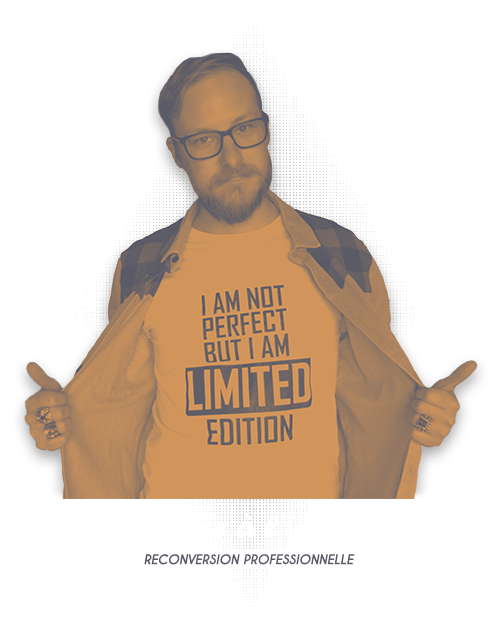 I AM NOT
PERFECT
BUT I AM
LIMITED
EDITION
RECONVERSION PROFESSIONNELLE